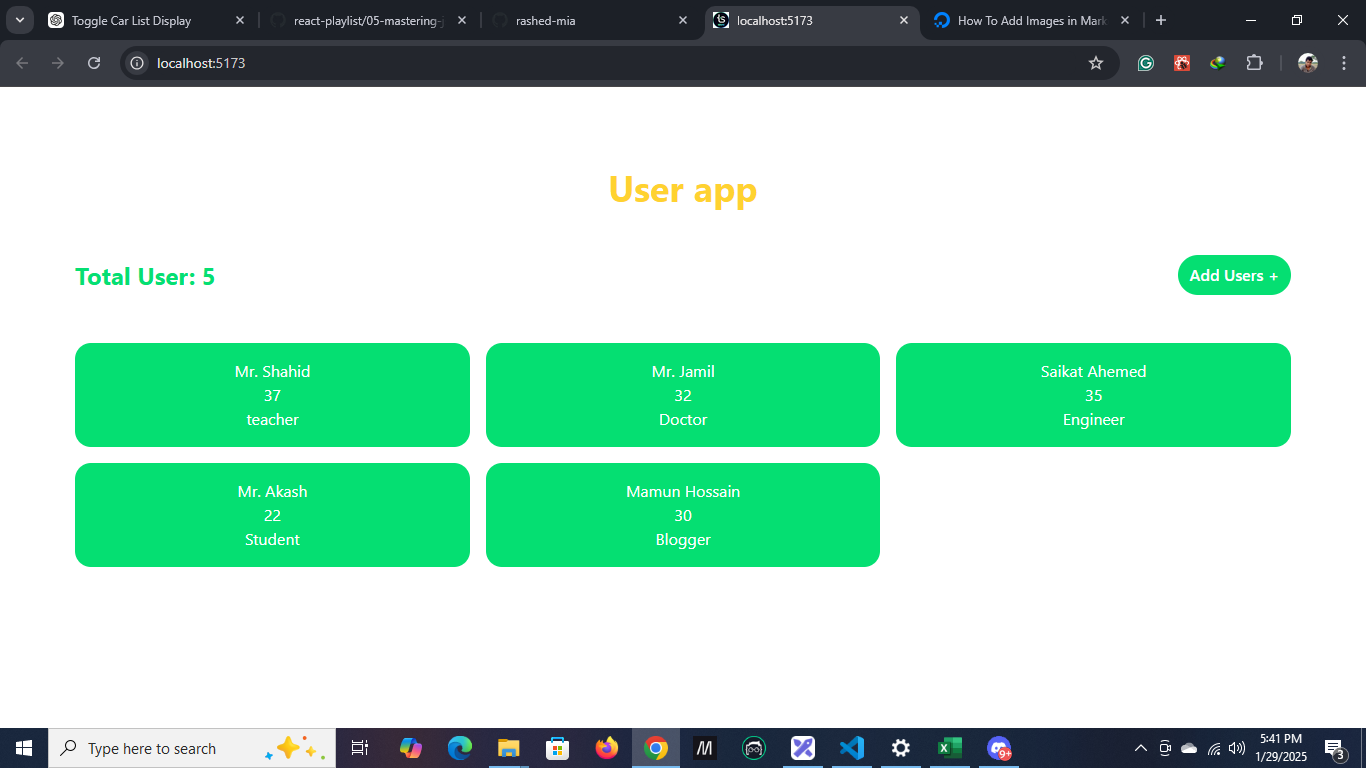 Toggle Car List Display
react-playlist/05-mastering-j
rashed-mia
localhost:5173
How To Add Images in Mark
localhost:5173
User app
Total User: 5
Add Users +
Mr. Shahid
37
teacher
Mr. Jamil
32
Doctor
Saikat Ahemed
35
Engineer
Mr. Akash
22
Student
Mamun Hossain
30
Blogger
Type here to search
9+
5:41 PM
1/29/2025
3